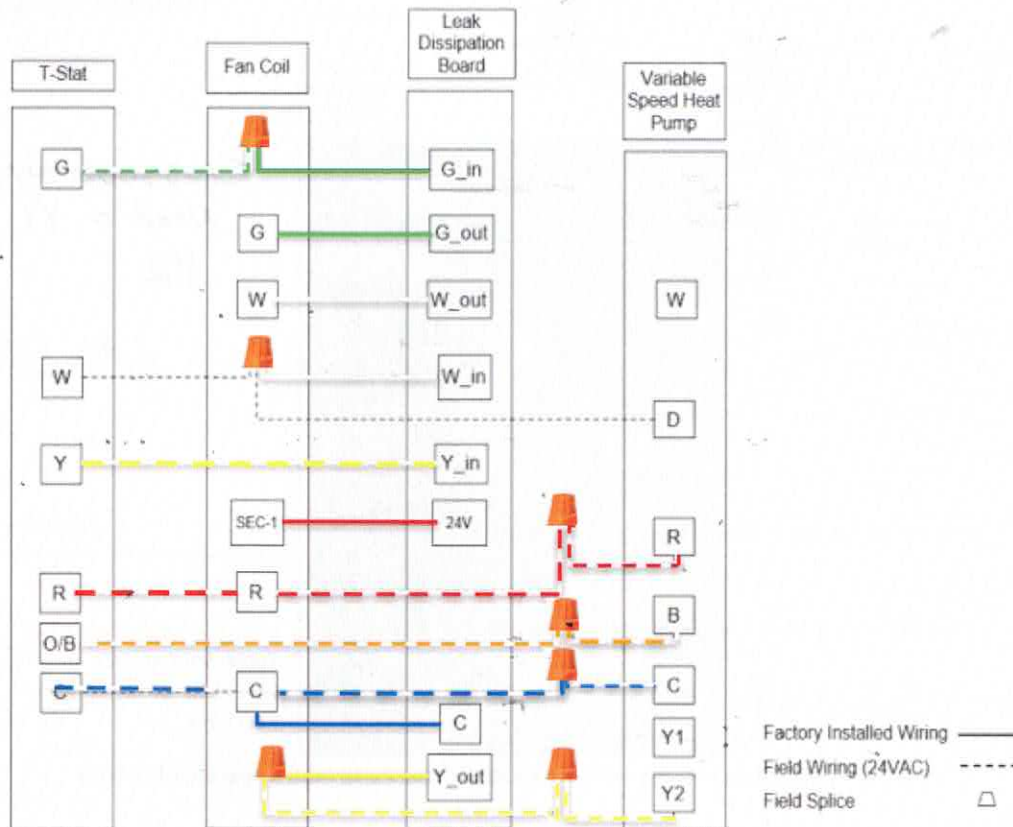 Leak
Dissipation
Board
T-Stat
Fan Coil
Variable
Speed Heat
Pump
G
G_in
G
G_out
W
W_out
W
W
W_in
D
Y
Y_in
SEC-1
24V
R
R
R
B
O/B
C
C
C
C
Y1
Factory Installed Wiring
Y_out
Field Wiring (24VAC)
Y2
Field Splice